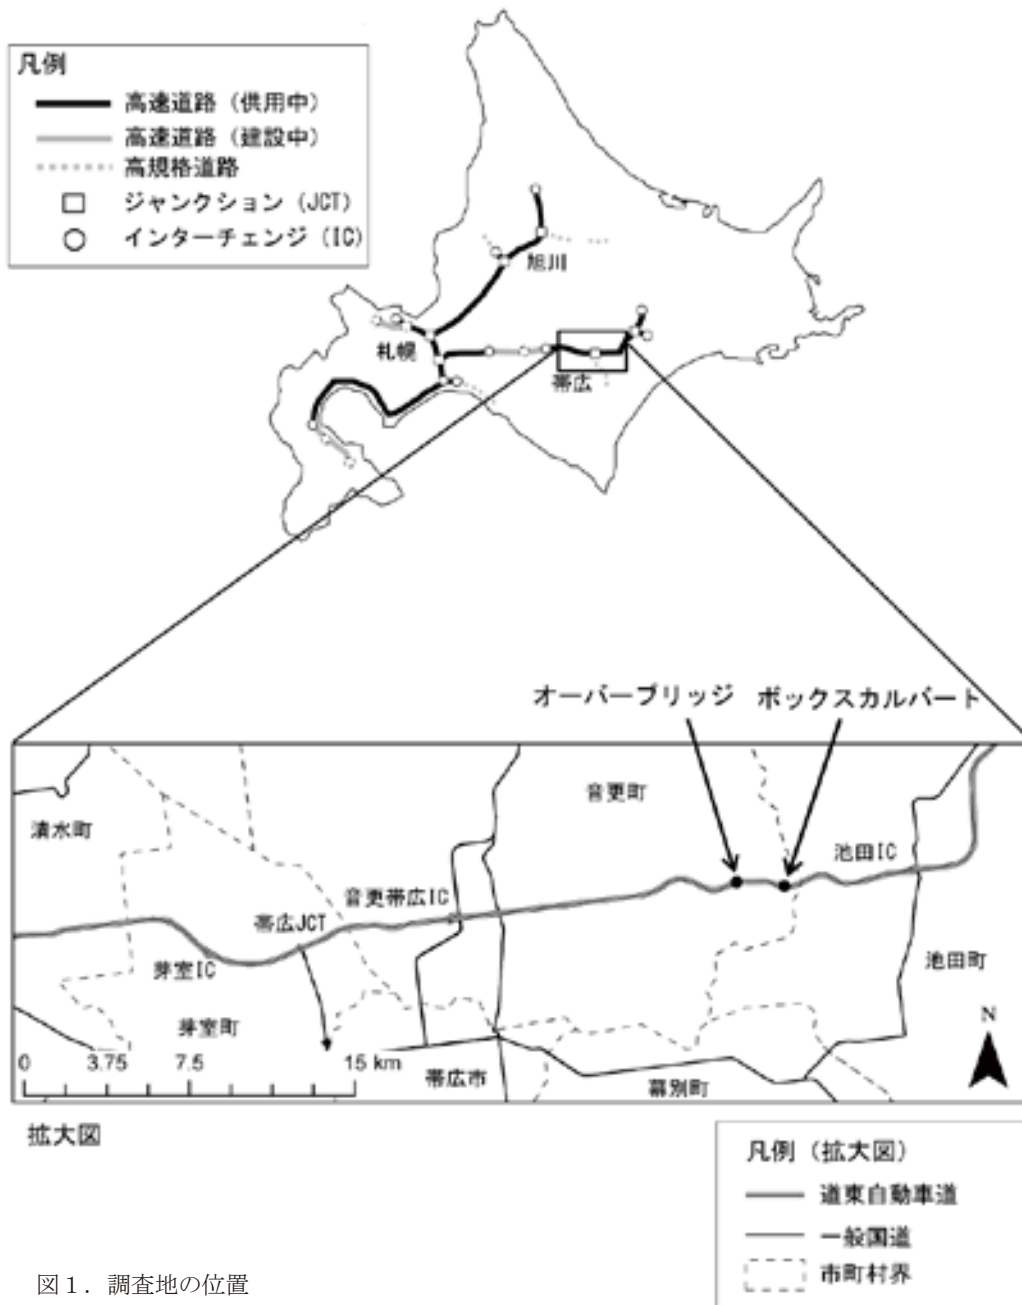 凡例
高速道路（供用中）
高速道路（建設中）
高規格道路
ジャンクション（JCT）
インターチェンジ（IC）
旭川
札幌
帯広
オーバーブリッジ
ボックスカルバート
音更町
清水町
池田IC
音更帯広IC
帯広JCT
芽室IC
池田町
芽室町
N
0 3.75 7.5 15 km
帯広市
幕別町
拡大図
凡例（拡大図）
道東自動車道
一般国道
市町村界
図１．調査地の位置